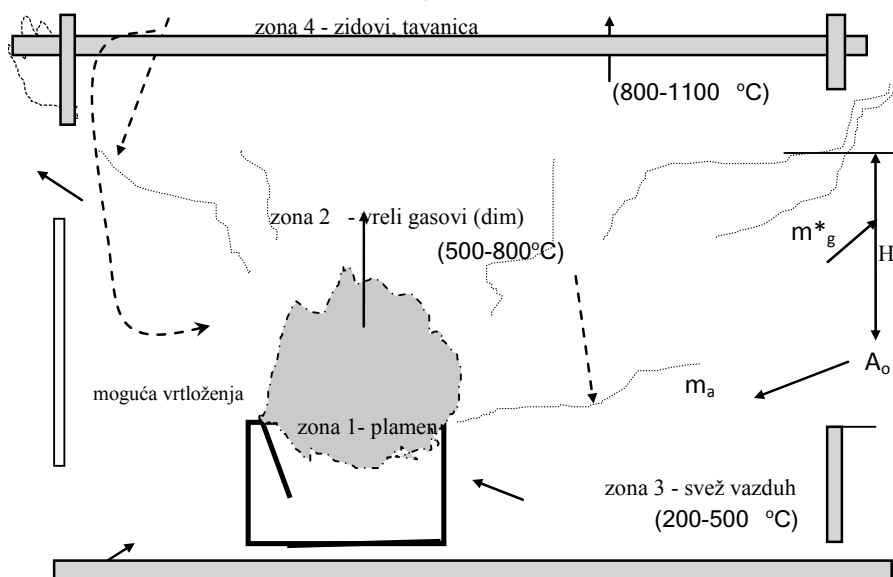 zona 4 - zidovi, tavanica
(800-1100 °C)
zona 2 - vreli gasovi (dim)
(500-800°C)
m*g
H
Ao
ma
moguća vrtloženja
zona 1- plamen
zona 3 - svež vazduh
(200-500 °C)